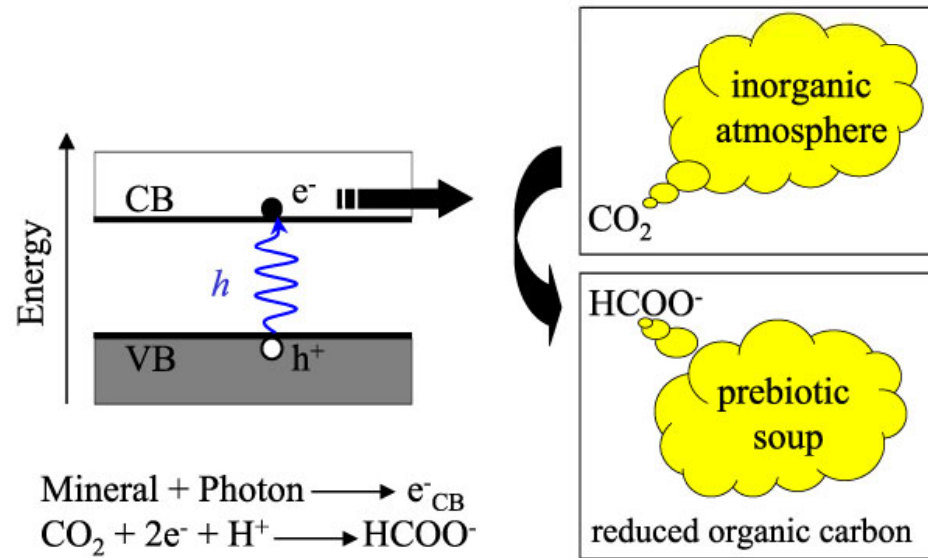 Energy
CB
e-
h
VB
h+
Mineral + Photon ⟶ e-CB
CO2 + 2e- + H+ ⟶ HCOO-
inorganic
atmosphere
CO2
HCOO-
prebiotic
soup
reduced organic carbon